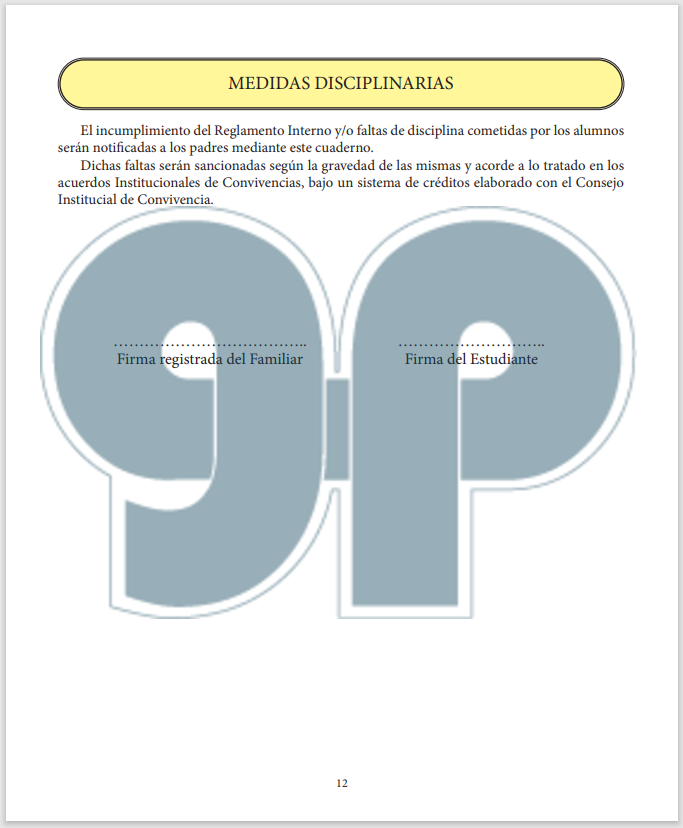 MEDIDAS DISCIPLINARIAS
El incumplimiento del Reglamento Interno y/o faltas de disciplina cometidas por los alumnos
serán notificadas a los padres mediante este cuaderno.
Dichas faltas serán sancionadas según la gravedad de las mismas y acorde a lo tratado en los
acuerdos Institucionales de Convivencias, bajo un sistema de créditos elaborado con el Consejo
Institucial de Convivencia.
gp
……………………………….. ………………………..
Firma registrada del Familiar Firma del Estudiante
12